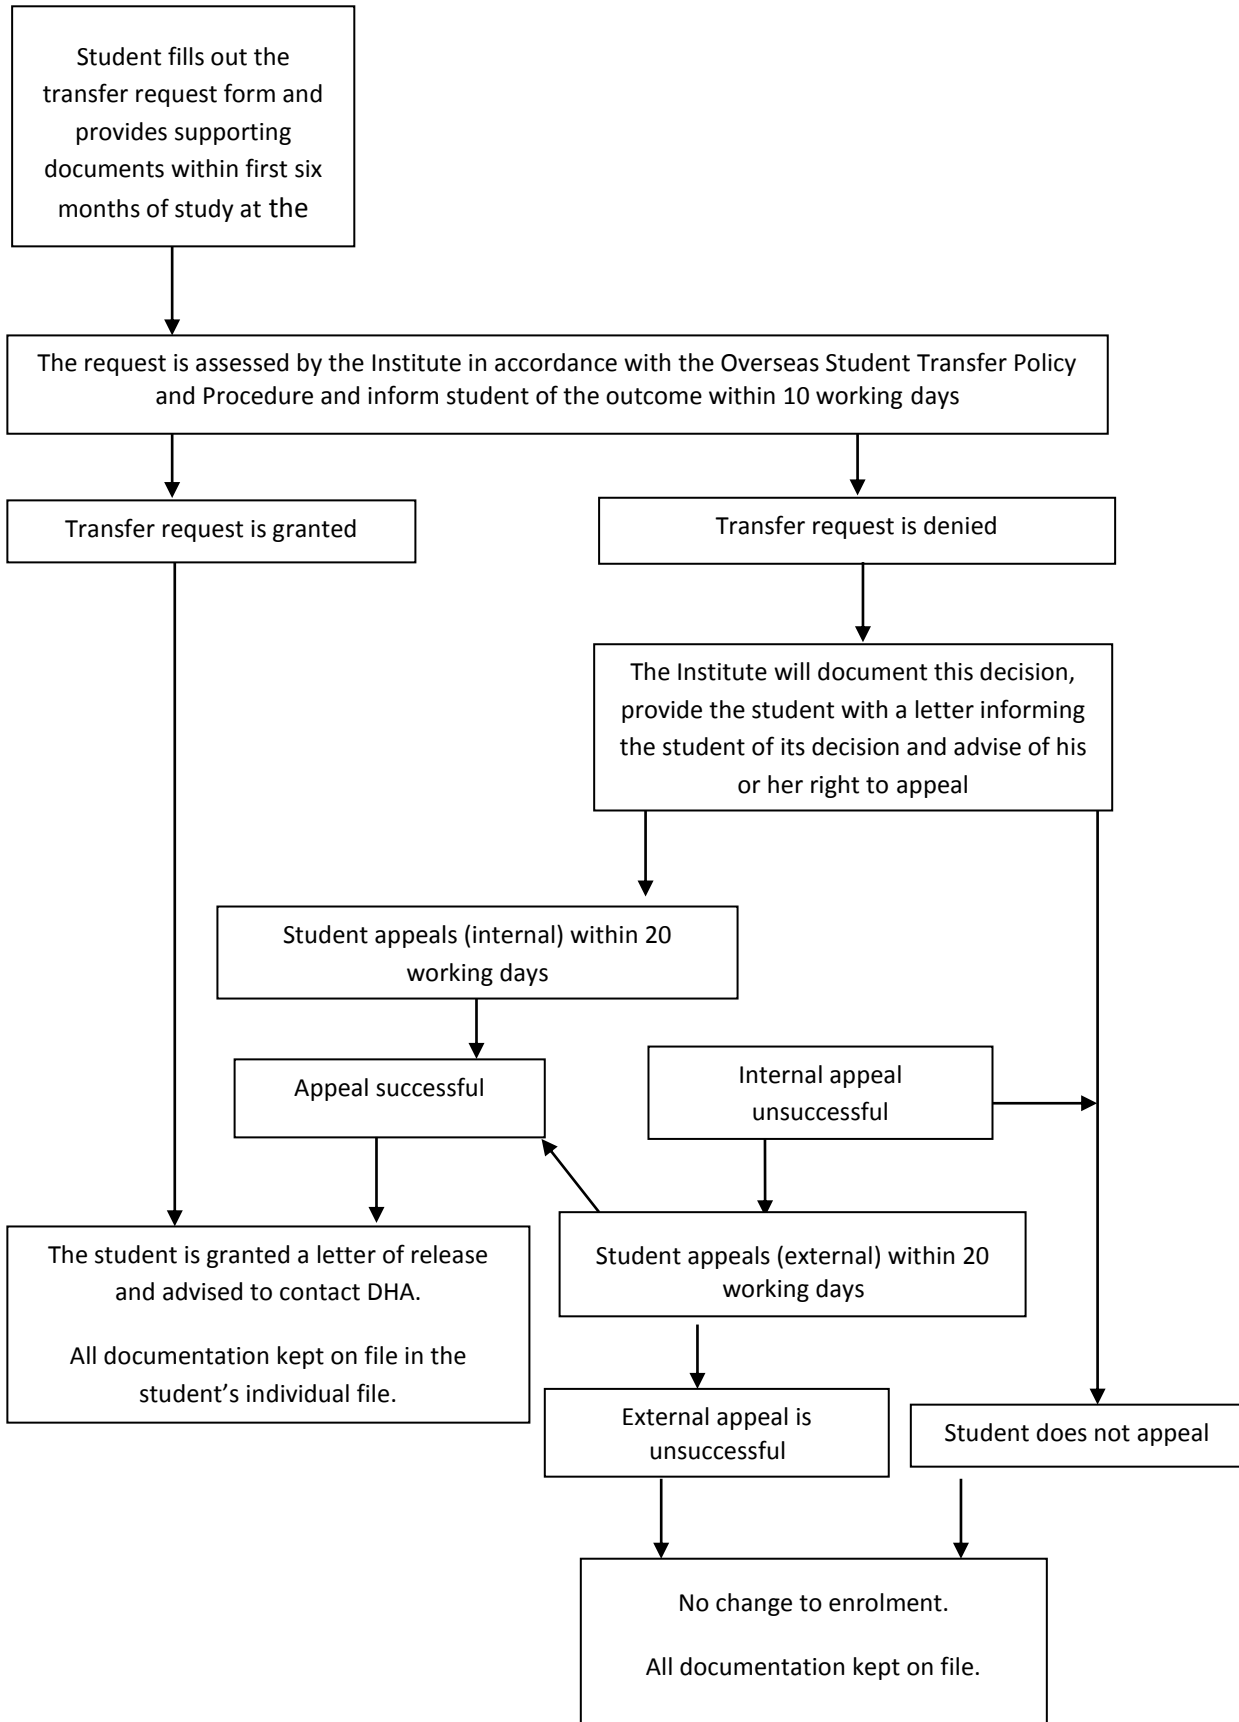 Student fills out the
transfer request form and
provides supporting
documents within first six
months of study at the
The request is assessed by the Institute in accordance with the Overseas Student Transfer Policy
and Procedure and inform student of the outcome within 10 working days
Transfer request is granted
Transfer request is denied
The Institute will document this decision,
provide the student with a letter informing
the student of its decision and advise of his
or her right to appeal
Student appeals (internal) within 20
working days
Appeal successful
Internal appeal
unsuccessful
The student is granted a letter of release
and advised to contact DHA.
All documentation kept on file in the
student’s individual file.
Student appeals (external) within 20
working days
External appeal is
unsuccessful
Student does not appeal
No change to enrolment.
All documentation kept on file.